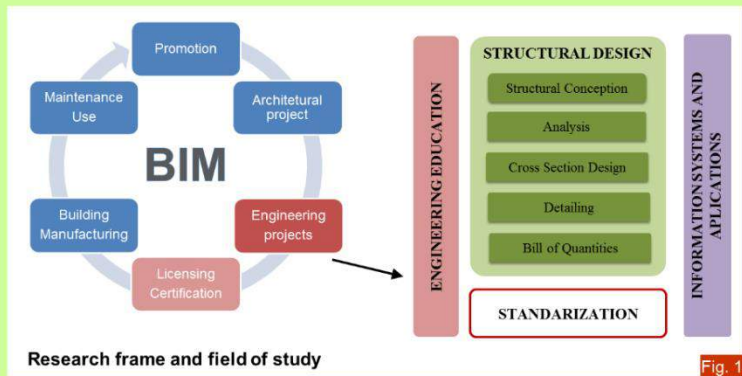 Promotion
Maintenance
Use
Architetural
project
BIM
Building
Manufacturing
Engineering
projects
Licensing
Certification
Research frame and field of study
ENGINEERING EDUCATION
STRUCTURAL DESIGN
Structural Conception
Analysis
Cross Section Design
Detailing
Bill of Quantities
STANDARIZATION
INFORMATION SYSTEMS AND
APLICATIONS
Fig. 1